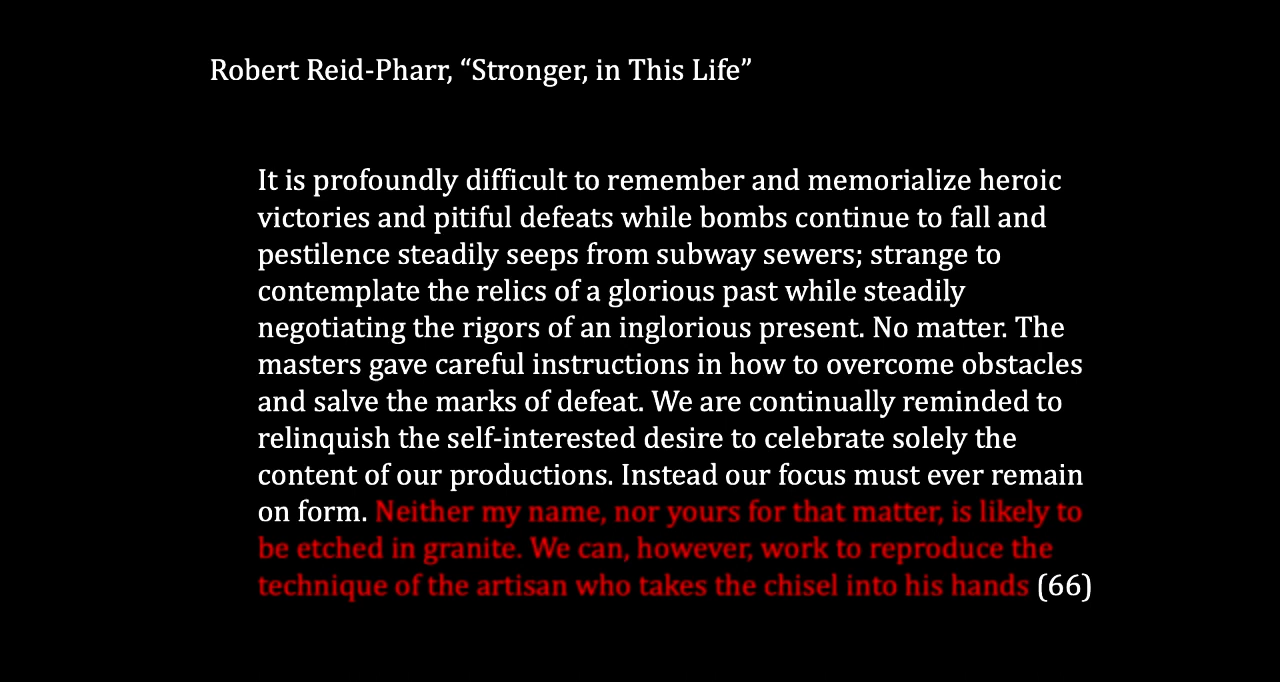 Robert Reid-Pharr, “Stronger, in This Life”
It is profoundly difficult to remember and memorialize heroic
victories and pitiful defeats while bombs continue to fall and
pestilence steadily seeps from subway sewers; strange to
contemplate the relics of a glorious past while steadily
negotiating the rigors of an inglorious present. No matter. The
masters gave careful instructions in how to overcome obstacles
and salve the marks of defeat. We are continually reminded to
relinquish the self-interested desire to celebrate solely the
content of our productions. Instead our focus must ever remain
on form. Neither my name, nor yours for that matter, is likely to
be etched in granite. We can, however, work to reproduce the
technique of the artisan who takes the chisel into his hands (66)